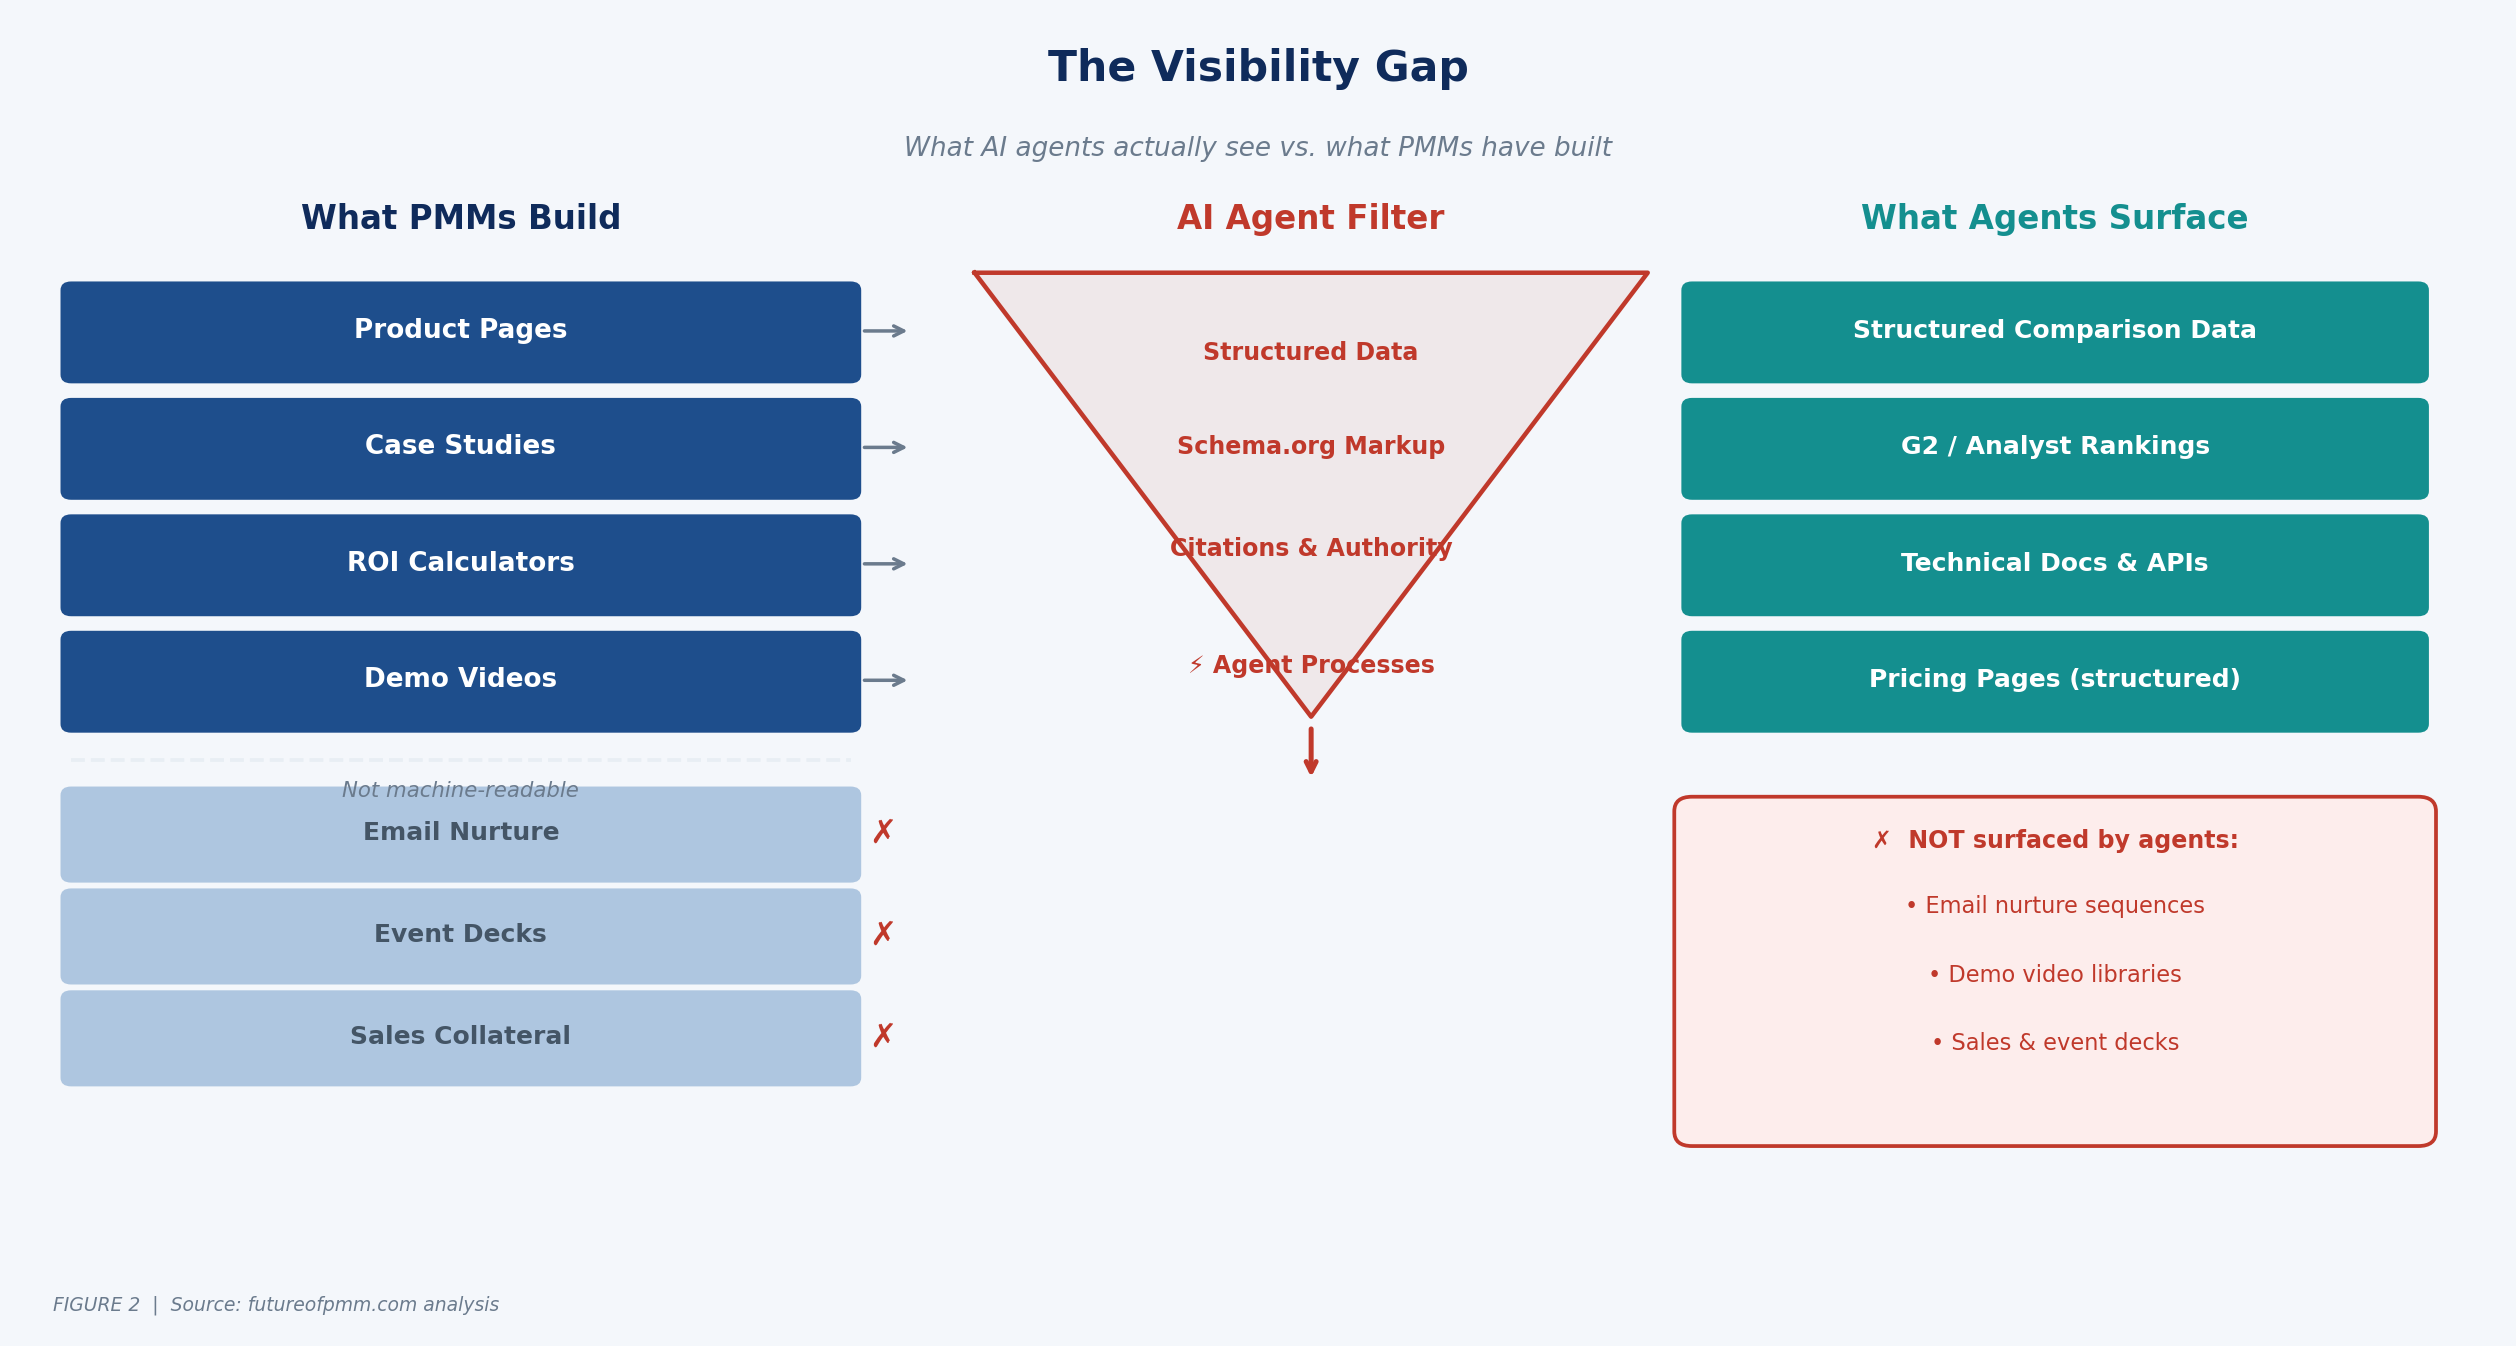 The Visibility Gap
What AI agents actually see vs. what PMMs have built
What PMMs Build
Product Pages
Case Studies
ROI Calculators
Demo Videos
Not machine-readable
Email Nurture
✗
Event Decks
✗
Sales Collateral
✗
AI Agent Filter
Structured Data
Schema.org Markup
Citations & Authority
⚡ Agent Processes
What Agents Surface
Structured Comparison Data
G2 / Analyst Rankings
Technical Docs & APIs
Pricing Pages (structured)
✗ NOT surfaced by agents:
• Email nurture sequences
• Demo video libraries
• Sales & event decks
FIGURE 2 | Source: futureofpmm.com analysis